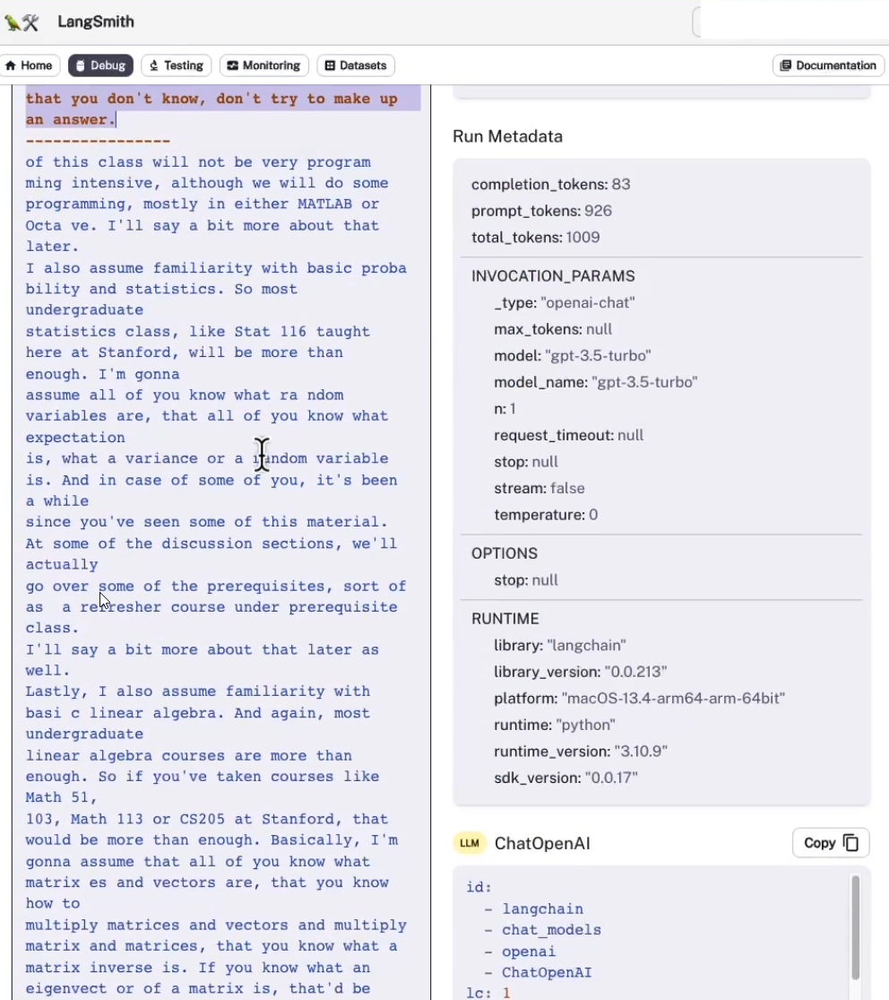 LangSmith
Home
Debug
Testing
Monitoring
Datasets
Documentation
that you don't know, don't try to make up
an answer.
----------------
of this class will not be very program
ming intensive, although we will do some
programming, mostly in either MATLAB or
Octa ve. I'll say a bit more about that
later.
I also assume familiarity with basic proba
bility and statistics. So most
undergraduate
statistics class, like Stat 116 taught
here at Stanford, will be more than
enough. I'm gonna
assume all of you know what ra ndom
variables are, that all of you know what
expectation
is, what a variance or a random variable
is. And in case of some of you, it's been
a while
since you've seen some of this material.
At some of the discussion sections, we'll
actually
go over some of the prerequisites, sort of
as  a refresher course under prerequisite
class.
I'll say a bit more about that later as
well.
Lastly, I also assume familiarity with
basi c linear algebra. And again, most
undergraduate
linear algebra courses are more than
enough. So if you've taken courses like
Math 51,
103, Math 113 or CS205 at Stanford, that
would be more than enough. Basically, I'm
gonna assume that all of you know what
matrix es and vectors are, that you know
how to
multiply matrices and vectors and multiply
matrix and matrices, that you know what a
matrix inverse is. If you know what an
eigenvect or of a matrix is, that'd be
Run Metadata
completion_tokens: 83
prompt_tokens: 926
total_tokens: 1009
INVOCATION_PARAMS
_type: "openai-chat"
max_tokens: null
model: "gpt-3.5-turbo"
model_name: "gpt-3.5-turbo"
n: 1
request_timeout: null
stop: null
stream: false
temperature: 0
OPTIONS
stop: null
RUNTIME
library: "langchain"
library_version: "0.0.213"
platform: "macOS-13.4-arm64-arm-64bit"
runtime: "python"
runtime_version: "3.10.9"
sdk_version: "0.0.17"
LLM ChatOpenAI
Copy
id:
- langchain
- chat_models
- openai
- ChatOpenAI
lc: 1